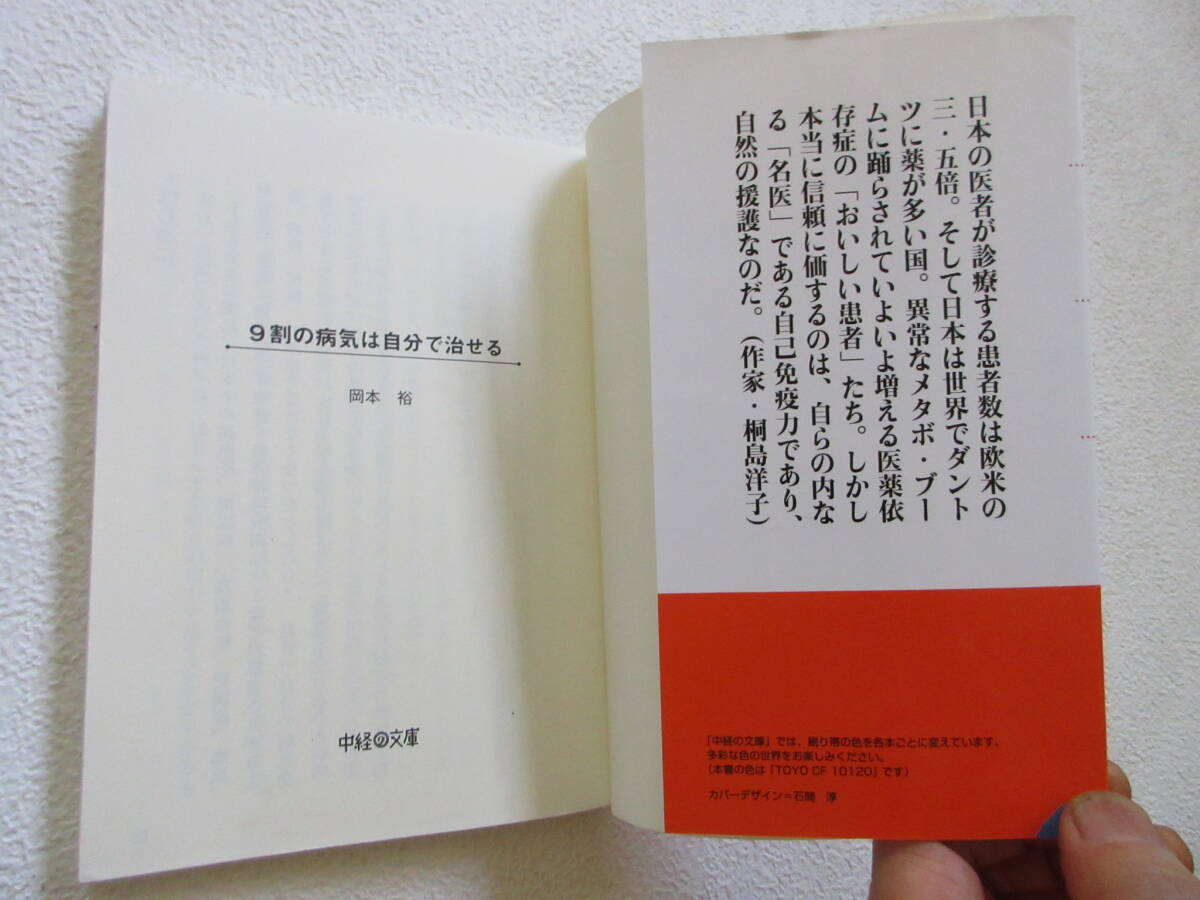 9割の病気は自分で治せる
岡本 裕
中経の文庫
日本の医者が診療する患者数は欧米の
三・五倍。そして日本は世界でダント
ツに薬が多い国。異常なメタボ・ブー
ムに踊らされていよいよ増える医薬依
存症の「おいしい患者」たち。しかし
本当に信頼に価するのは、自らの内な
る「名医」である自己免疫力であり、
自然の援護なのだ。(作家・桐島洋子)
「中経の文庫」では、刷り帯の色を各本ごとに変えています。
多彩な色の世界をお楽しみください。
(本書の色は「TOYO CF 10120」です)
カバーデザイン=石間 淳